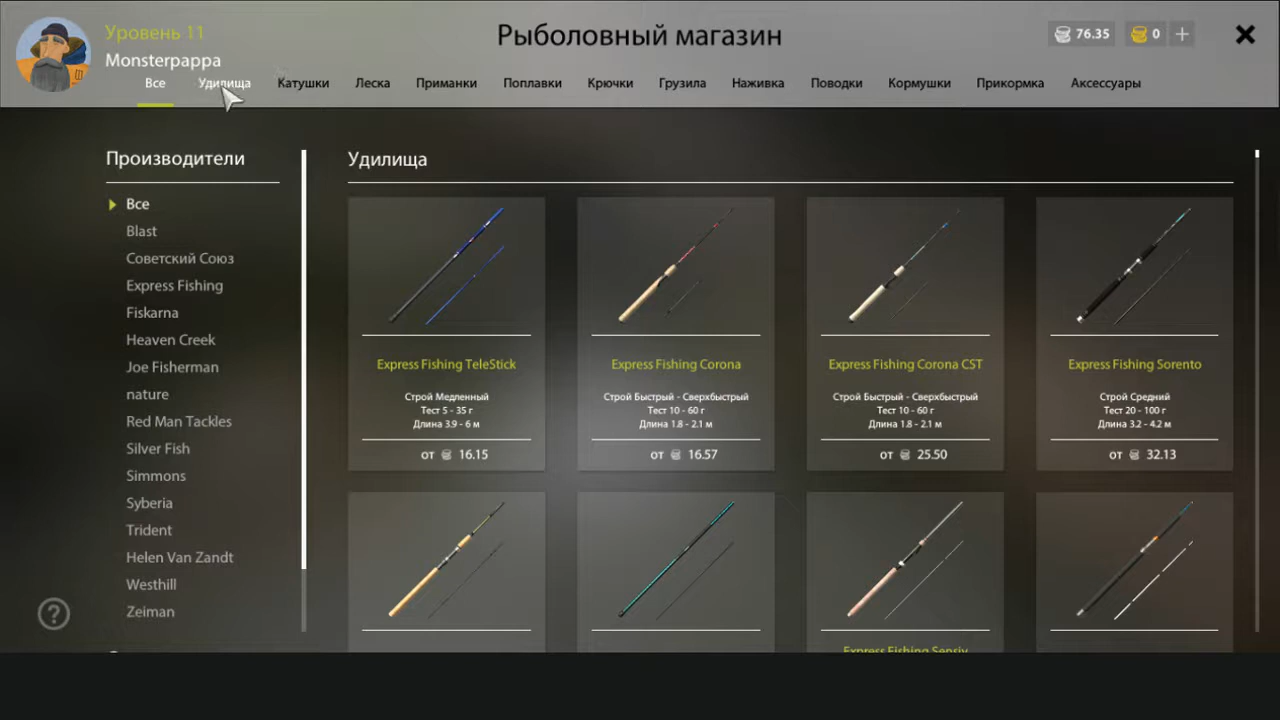 Уровень 11
Рыболовный магазин
76.35
0
Monsterpappa
Все Удилища Катушки Леска Приманки Поплавки Крючки Грузила Наживка Поводки Кормушки Прикормка Аксессуары
Производители
Все
Blast
Советский Союз
Express Fishing
Fiskarna
Heaven Creek
Joe Fisherman
nature
Red Man Tackles
Silver Fish
Simmons
Syberia
Trident
Helen Van Zandt
Westhill
Zeiman
?
Удилища
Express Fishing TeleStick
Строй Медленный
Тест 5 - 35 г
Длина 3.9 - 6 м
от 16.15
Express Fishing Corona
Строй Быстрый - Сверхбыстрый
Тест 10 - 60 г
Длина 1.8 - 2.1 м
от 16.57
Express Fishing Corona CST
Строй Быстрый - Сверхбыстрый
Тест 10 - 60 г
Длина 1.8 - 2.1 м
от 25.50
Express Fishing Sorento
Строй Средний
Тест 20 - 100 г
Длина 3.2 - 4.2 м
от 32.13
Express Fishing Sensiv